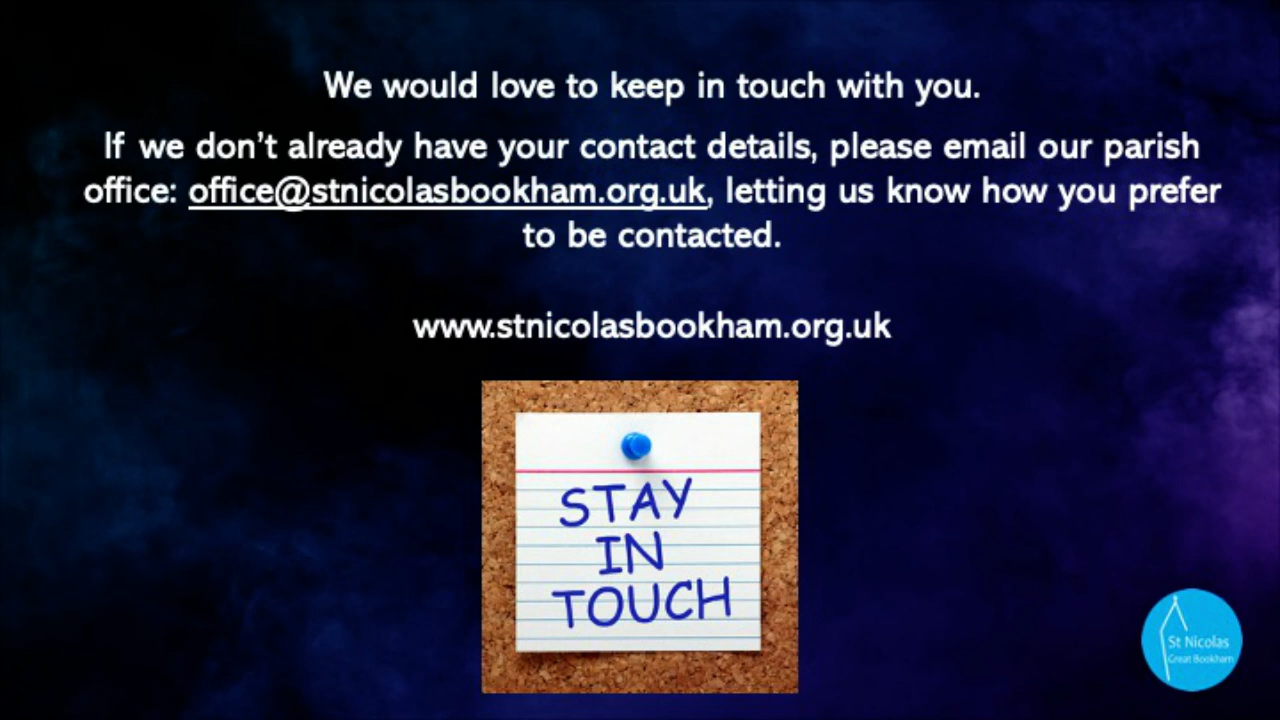 We would love to keep in touch with you.
If we don't already have your contact details, please email our parish
office: office@stnicolasbookham.org.uk, letting us know how you prefer
to be contacted.
www.stnicolasbookham.org.uk
STAY
IN
TOUCH
St Nicolas
Great Bookham